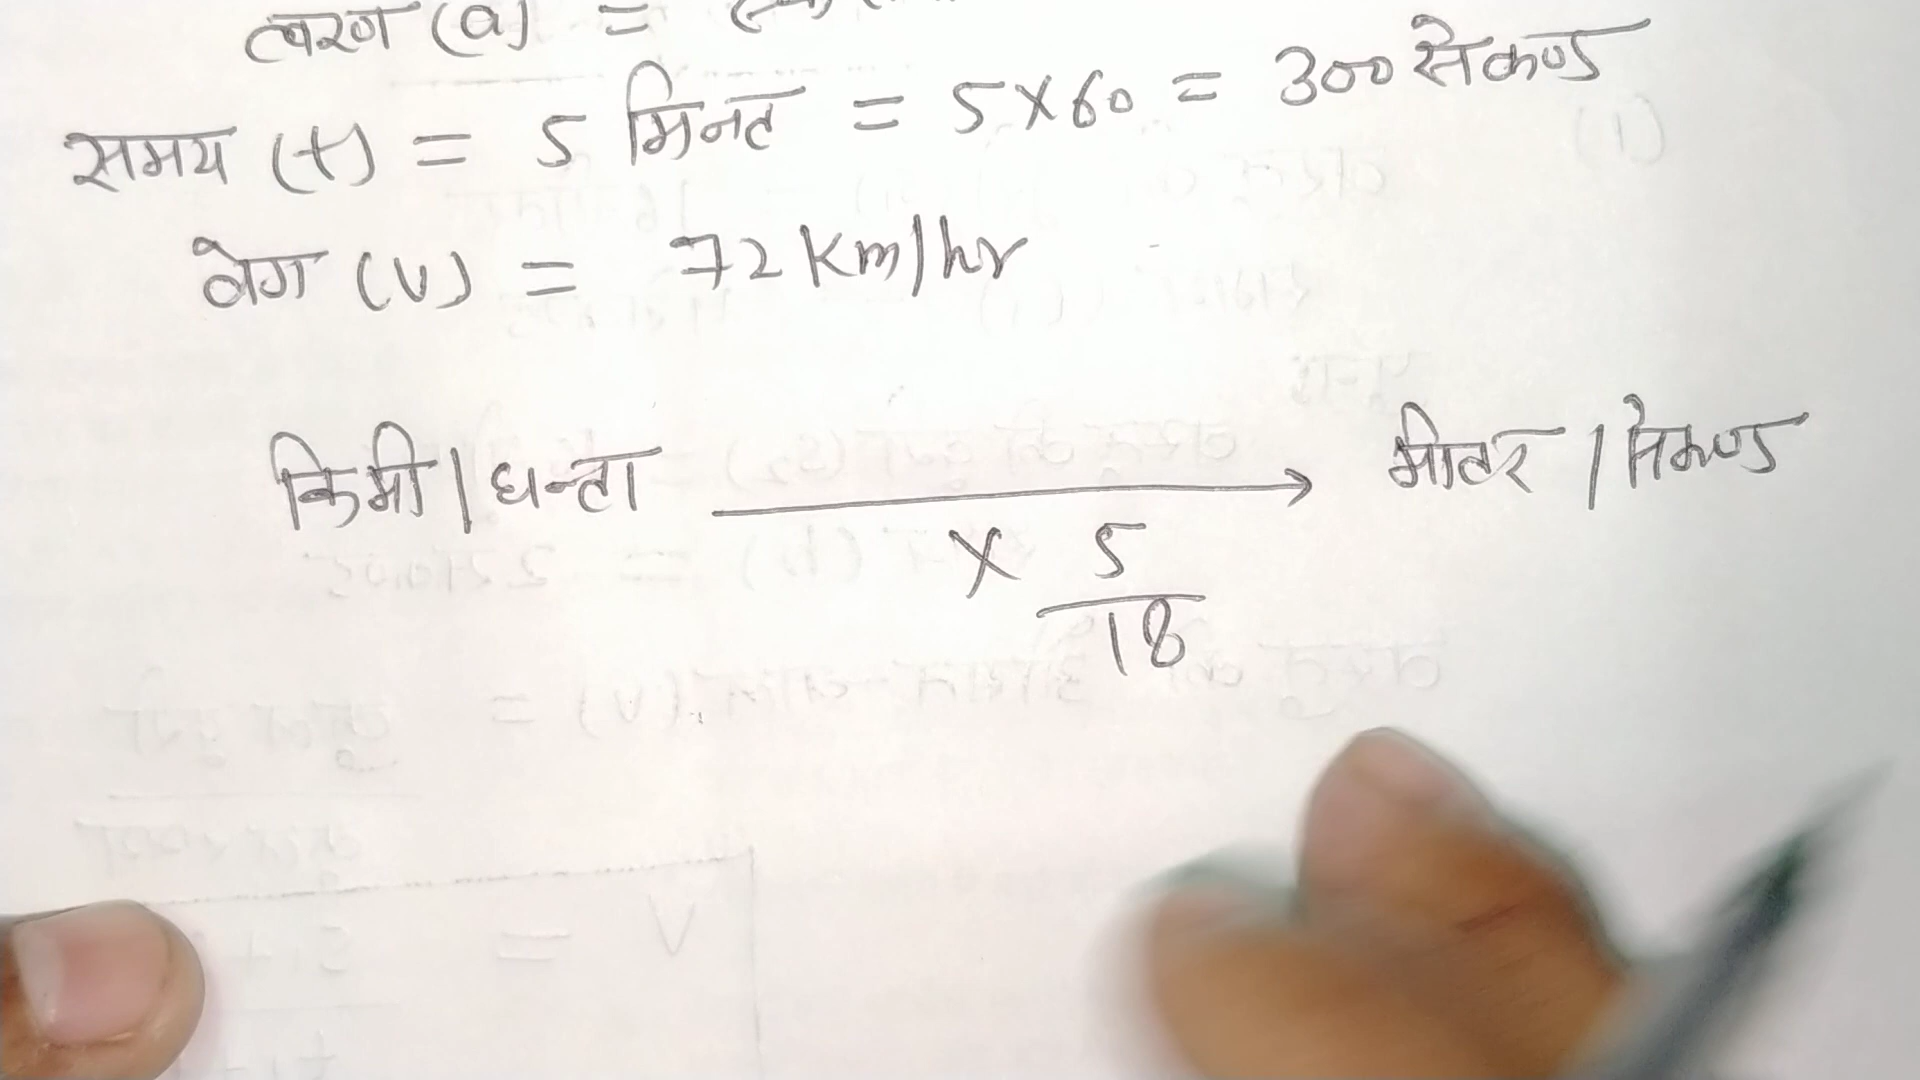 त्वरण (a) =
समय (t) = 5 मिनट = 5 × 60 = 300 सेकण्ड
वेग (v) = 72 km/hr
किमी / घन्टा → मीटर / सेकण्ड
× 5
18